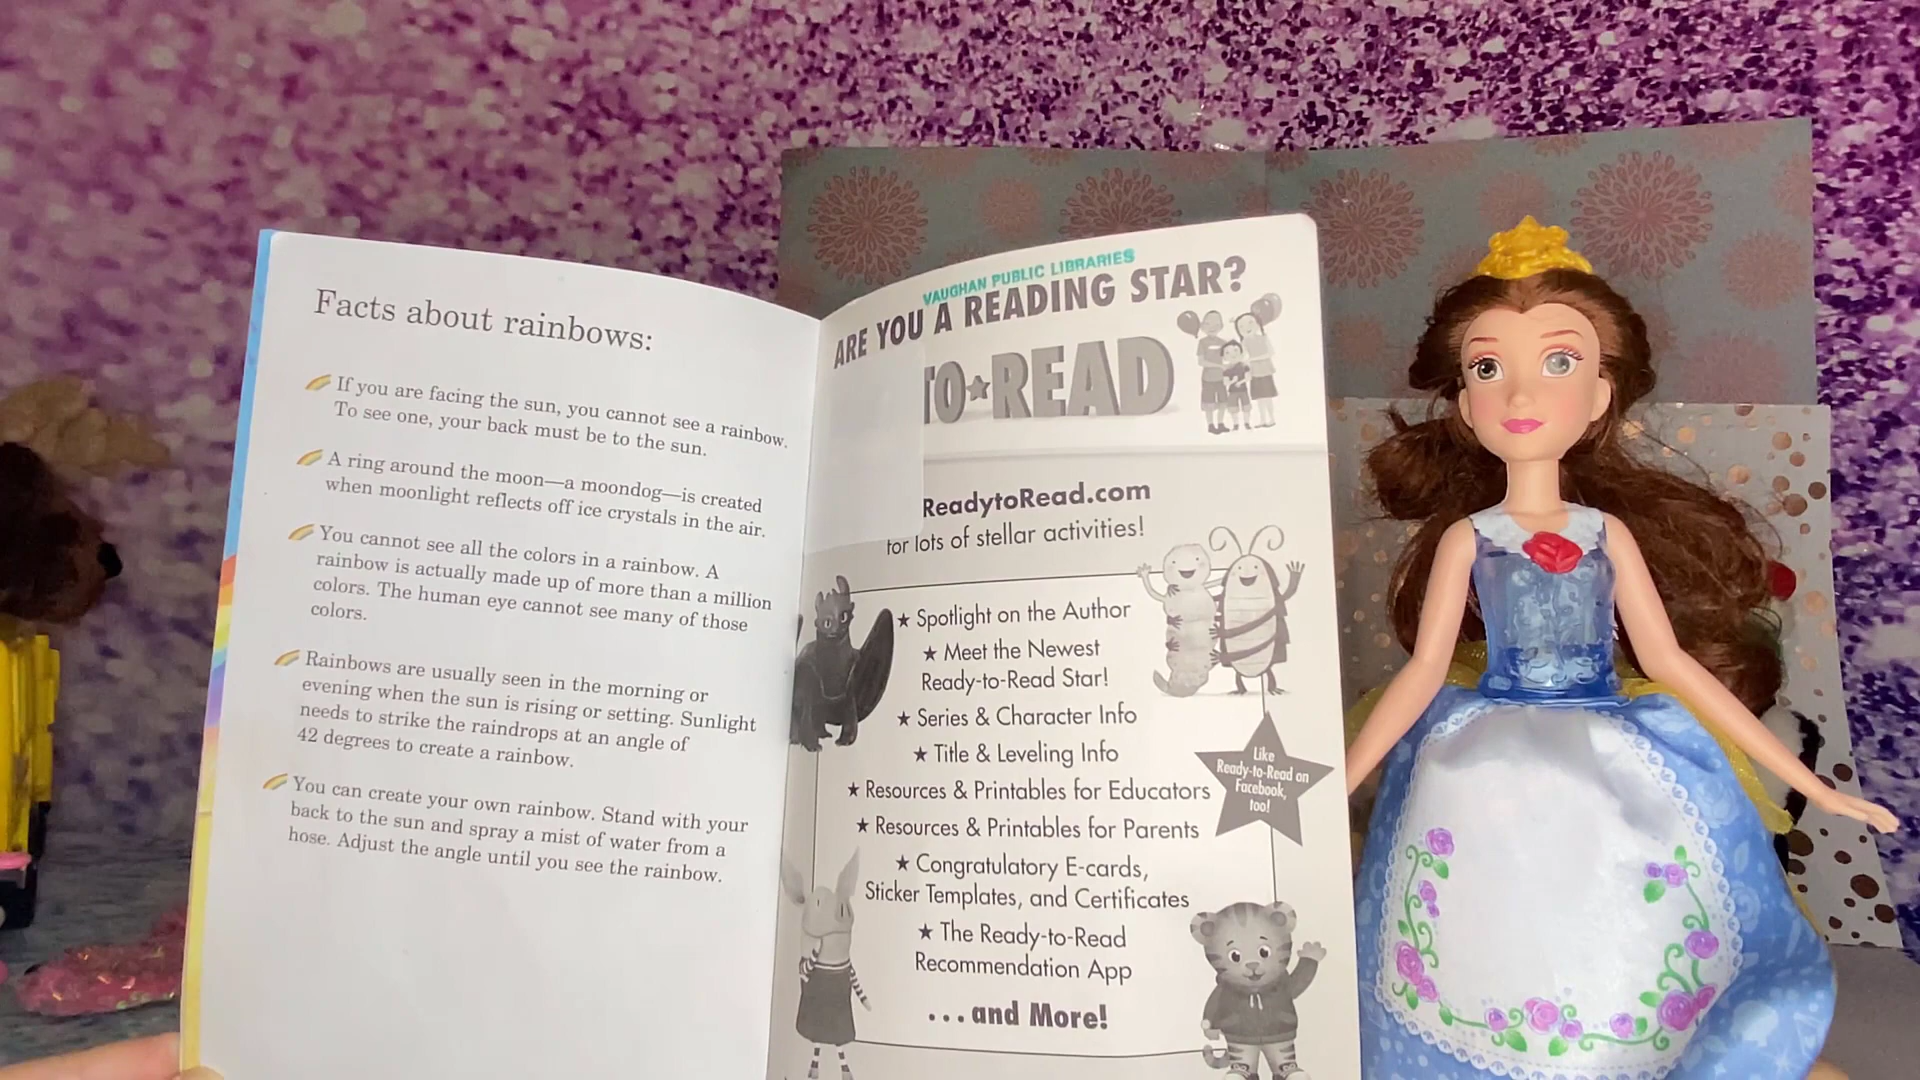 Facts about rainbows:
If you are facing the sun, you cannot see a rainbow.
To see one, your back must be to the sun.
A ring around the moon—a moondog—is created
when moonlight reflects off ice crystals in the air.
You cannot see all the colors in a rainbow. A
rainbow is actually made up of more than a million
colors. The human eye cannot see many of those
colors.
Rainbows are usually seen in the morning or
evening when the sun is rising or setting. Sunlight
needs to strike the raindrops at an angle of
42 degrees to create a rainbow.
You can create your own rainbow. Stand with your
back to the sun and spray a mist of water from a
hose. Adjust the angle until you see the rainbow.
VAUGHAN PUBLIC LIBRARIES
ARE YOU A READING STAR?
TO★READ
ReadytoRead.com
for lots of stellar activities!
★ Spotlight on the Author
★ Meet the Newest
Ready-to-Read Star!
★ Series & Character Info
★ Title & Leveling Info
★ Resources & Printables for Educators
★ Resources & Printables for Parents
★ Congratulatory E-cards,
Sticker Templates, and Certificates
★ The Ready-to-Read
Recommendation App
...and More!
Like
Ready-to-Read on
Facebook,
too!